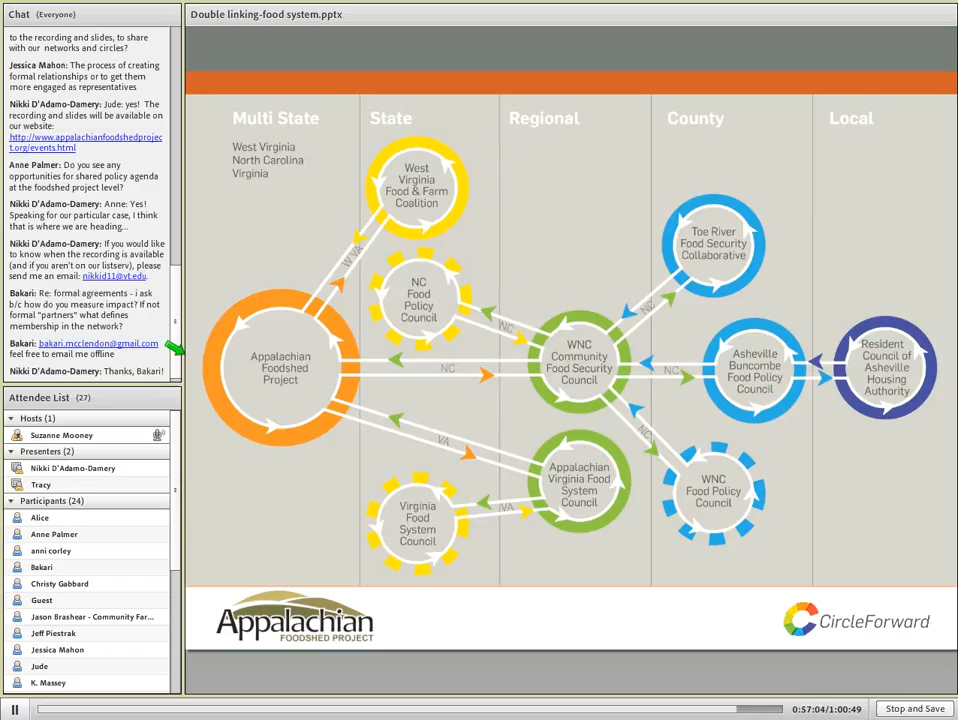 Chat (Everyone)
to the recording and slides, to share
with our networks and circles?
Jessica Mahon: The process of creating
formal relationships or to get them
more engaged as representatives
Nikki D'Adamo-Damery: Jude: yes! The
recording and slides will be available on
our website:
http://www.appalachianfoodshedprojec
t.org/events.html
Anne Palmer: Do you see any
opportunities for shared policy agenda
at the foodshed project level?
Nikki D'Adamo-Damery: Anne: Yes!
Speaking for our particular case, I think
that is where we are heading...
Nikki D'Adamo-Damery: If you would like
to know when the recording is available
(and if you aren't on our listserv), please
send me an email: nikkid11@vt.edu.
Bakari: Re: formal agreements - i ask
b/c how do you measure impact? If not
formal "partners" what defines
membership in the network?
Bakari: bakari.mcclendon@gmail.com
feel free to email me offline
Nikki D'Adamo-Damery: Thanks, Bakari!
Attendee List (27)
Hosts (1)
Suzanne Mooney
Presenters (2)
Nikki D'Adamo-Damery
Tracy
Participants (24)
Alice
Anne Palmer
anni corley
Bakari
Christy Gabbard
Guest
Jason Brashear - Community Far...
Jeff Piestrak
Jessica Mahon
Jude
K. Massey
Double linking-food system.pptx
Multi State
State
Regional
County
Local
West Virginia
North Carolina
Virginia
West
Virginia
Food & Farm
Coalition
W VA
NC
Food
Policy
Council
NC
Appalachian
Foodshed
Project
NC
VA
Virginia
Food
System
Council
VA
WNC
Community
Food Security
Council
Appalachian
Virginia Food
System
Council
NC
NC
NC
Toe River
Food Security
Collaborative
Asheville
Buncombe
Food Policy
Council
WNC
Food Policy
Council
Resident
Council of
Asheville
Housing
Authority
Appalachian
FOODSHED PROJECT
CircleForward
0:57:04/1:00:49
Stop and Save